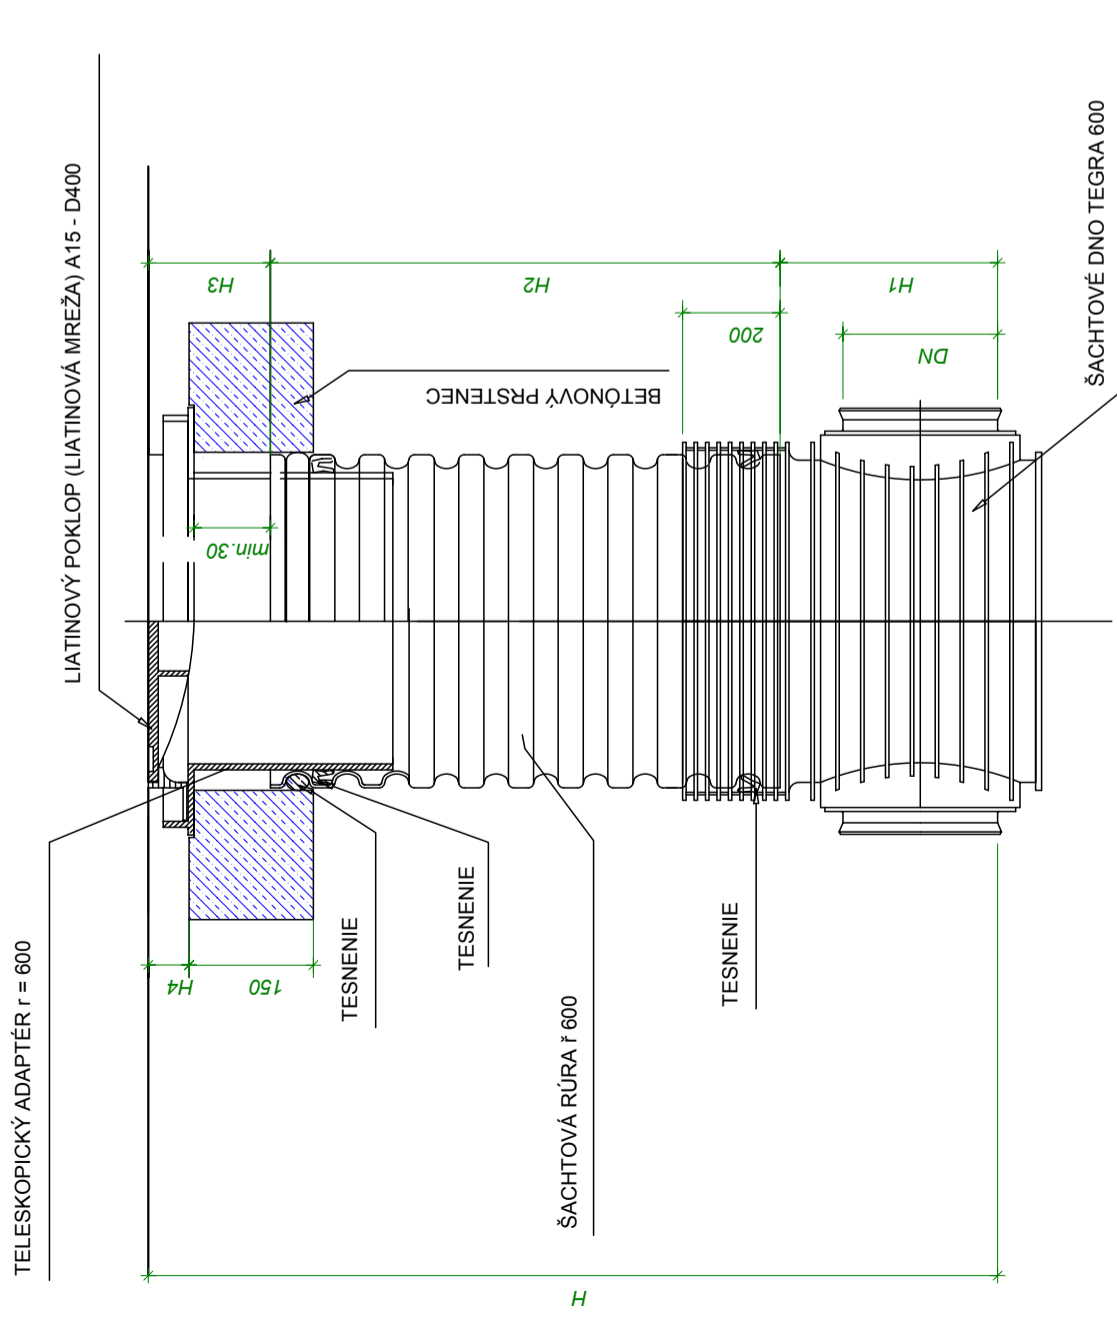 LIATINOVÝ POKLOP (LIATINOVÁ MREŽA) A15 - D400
ŠACHTOVÉ DNO TEGRA 600
H3
H2
H1
200
DN
BETÓNOVÝ PRSTENEC
min.30
TELESKOPICKÝ ADAPTÉR r = 600
H4
150
TESNENIE
TESNENIE
TESNENIE
ŠACHTOVÁ RÚRA ř 600
H